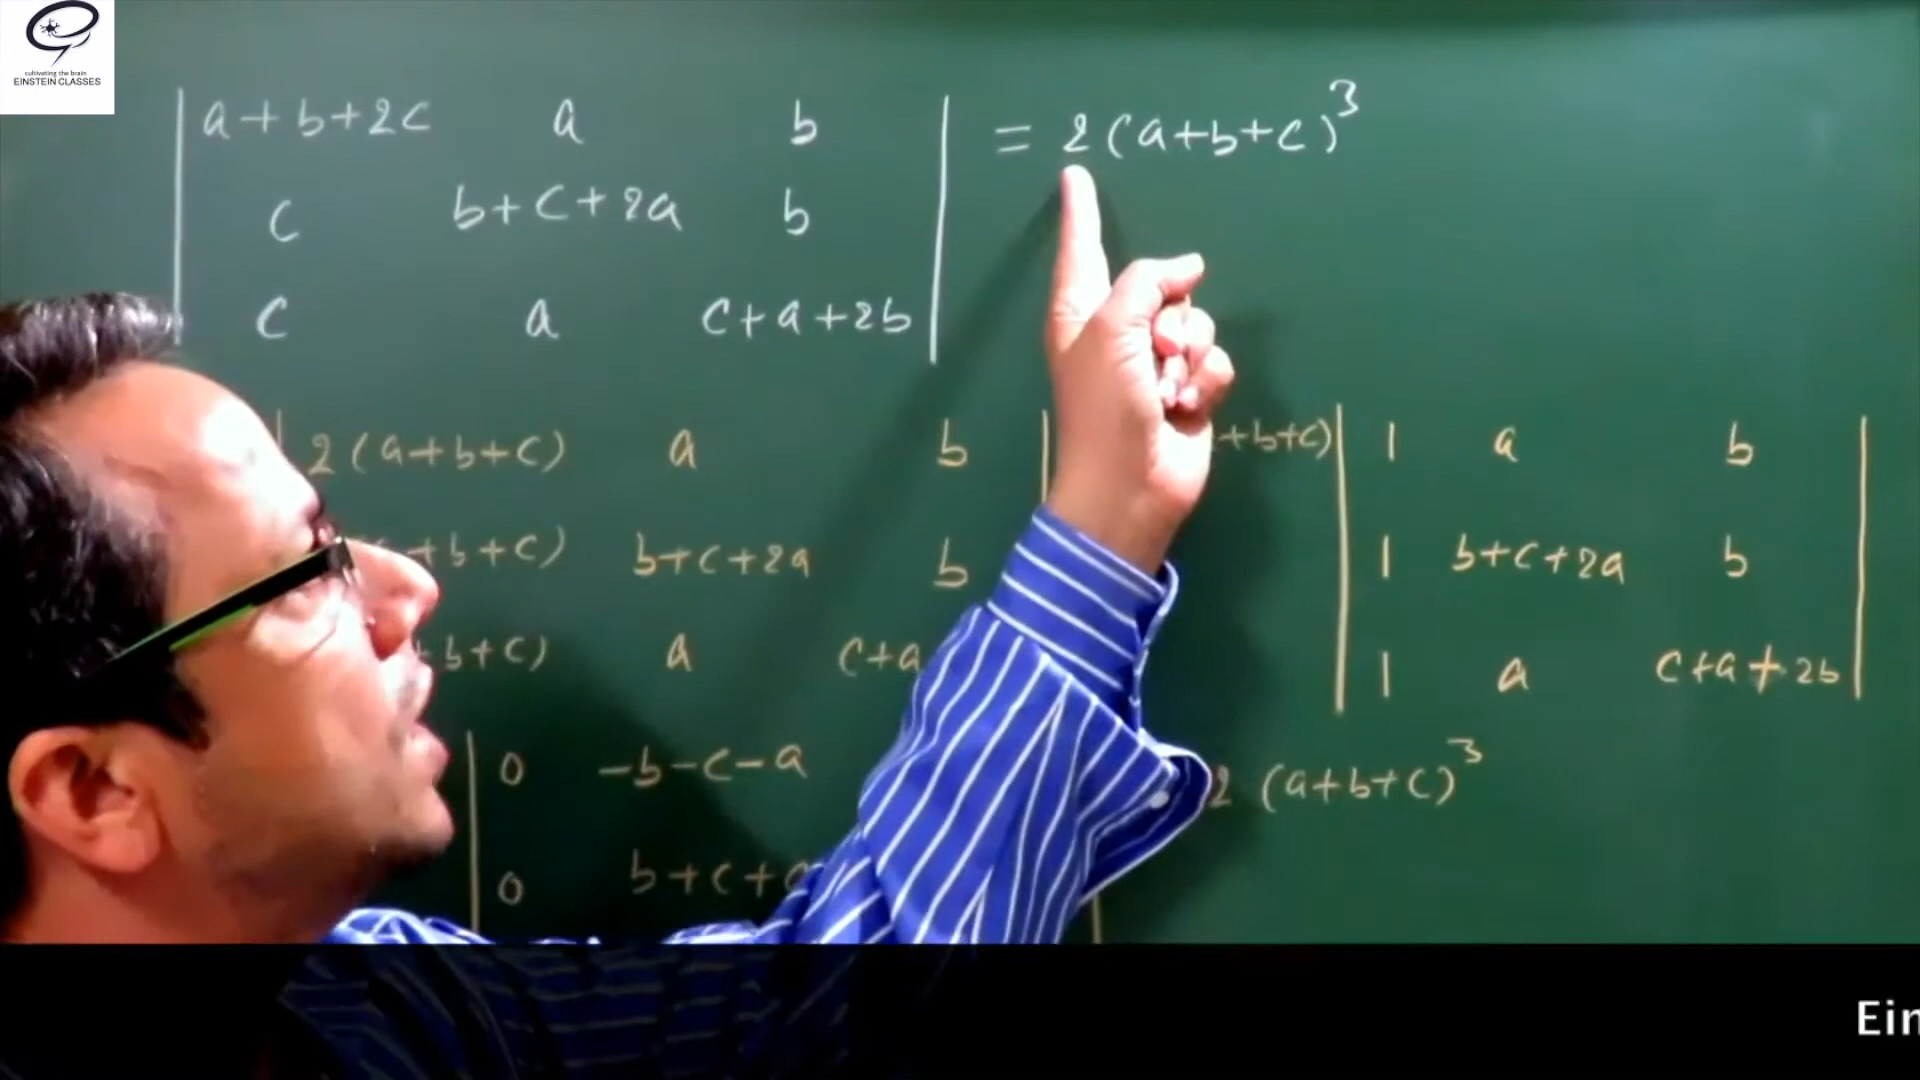 cultivating the brain
EINSTEIN CLASSES
a+b+2c a b = 2(a+b+c)³
c b+c+2a b
c a c+a+2b
2(a+b+c) a b +b+c) 1 a b
+b+c) b+c+2a b 1 b+c+2a b
+b+c) a c+a 1 a c+a+2b
0 -b-c-a 2(a+b+c)³
0 b+c+a
Ein